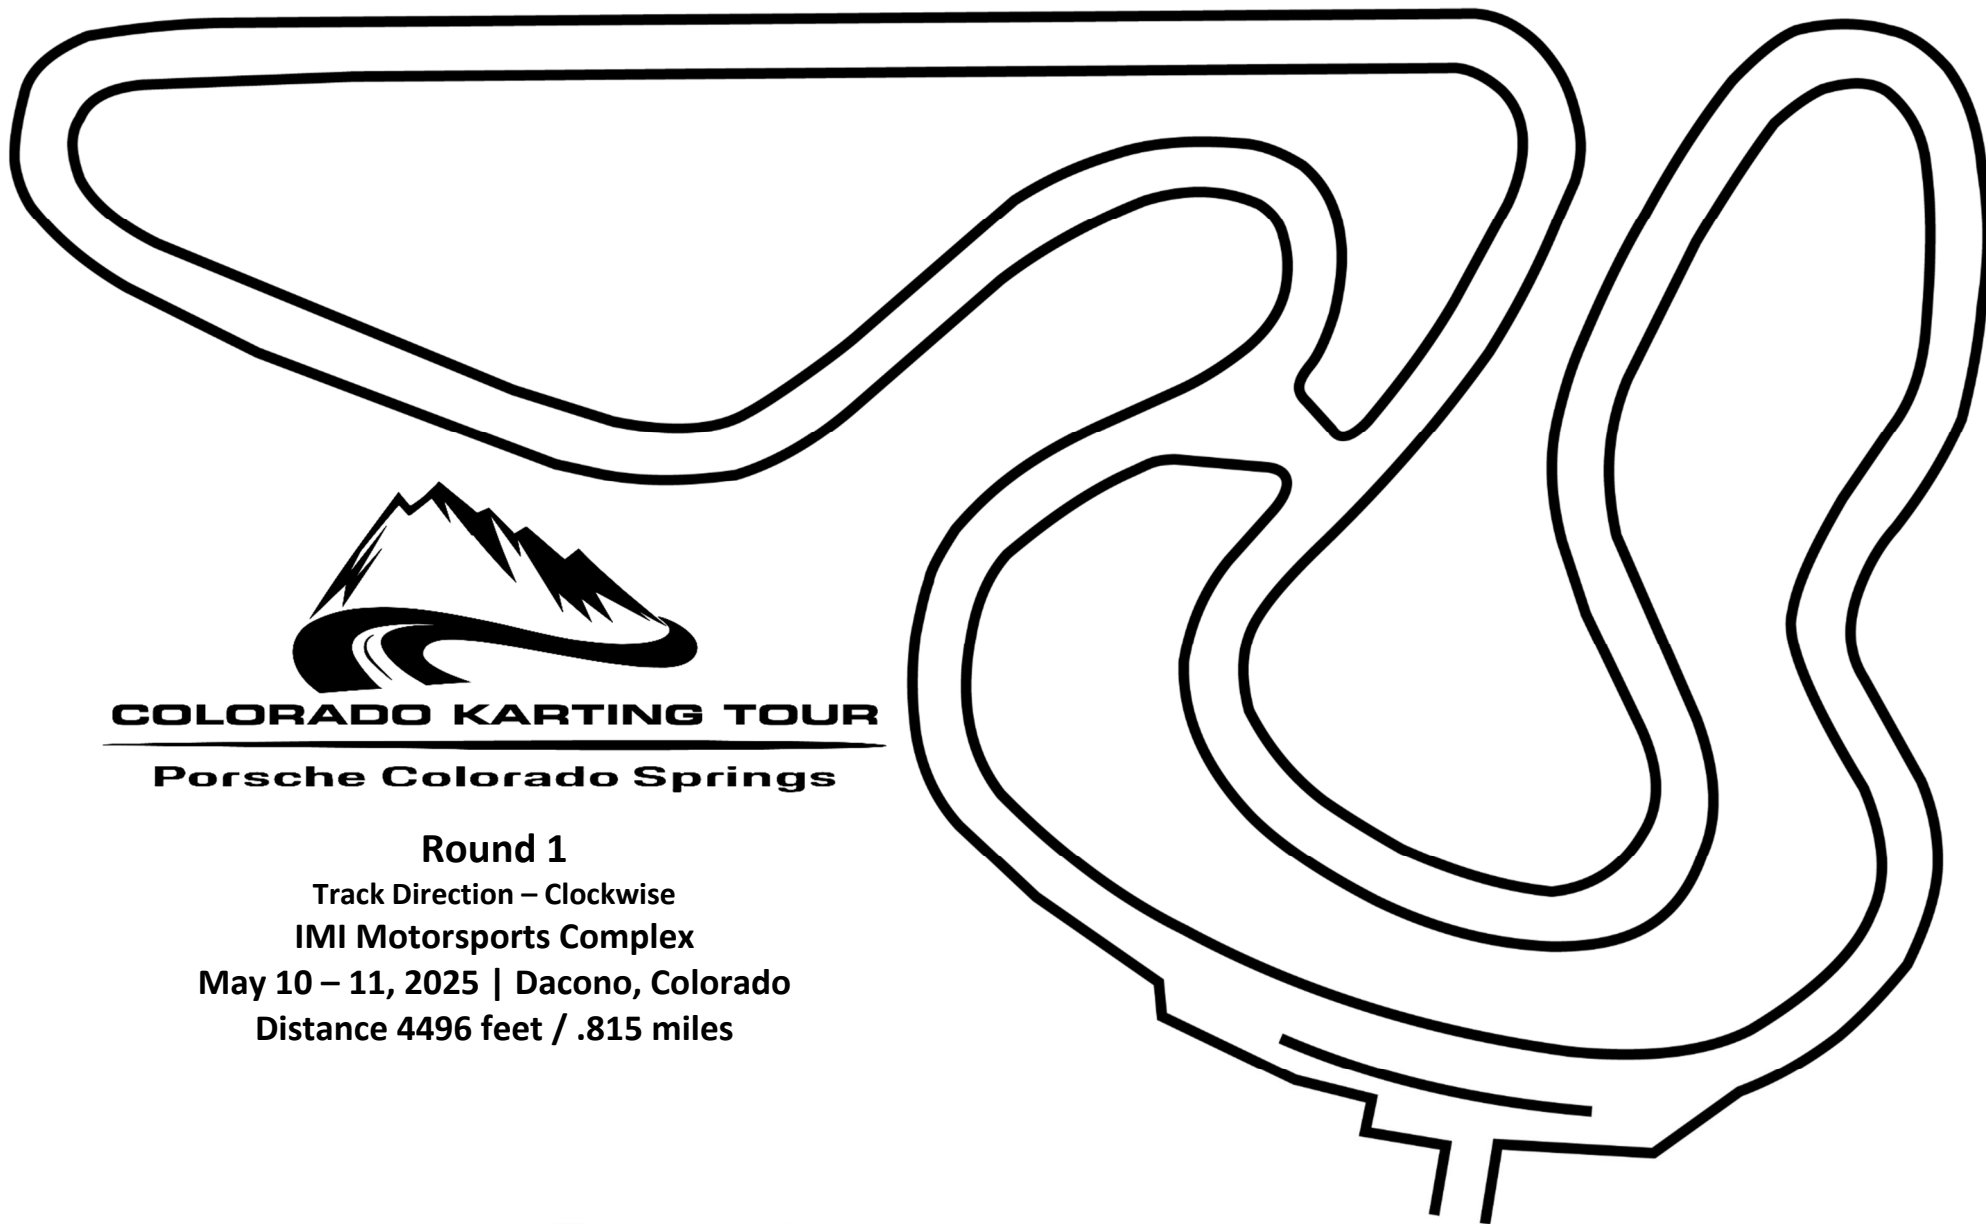 COLORADO KARTING TOUR
Porsche Colorado Springs
Round 1
Track Direction – Clockwise
IMI Motorsports Complex
May 10 – 11, 2025 | Dacono, Colorado
Distance 4496 feet / .815 miles